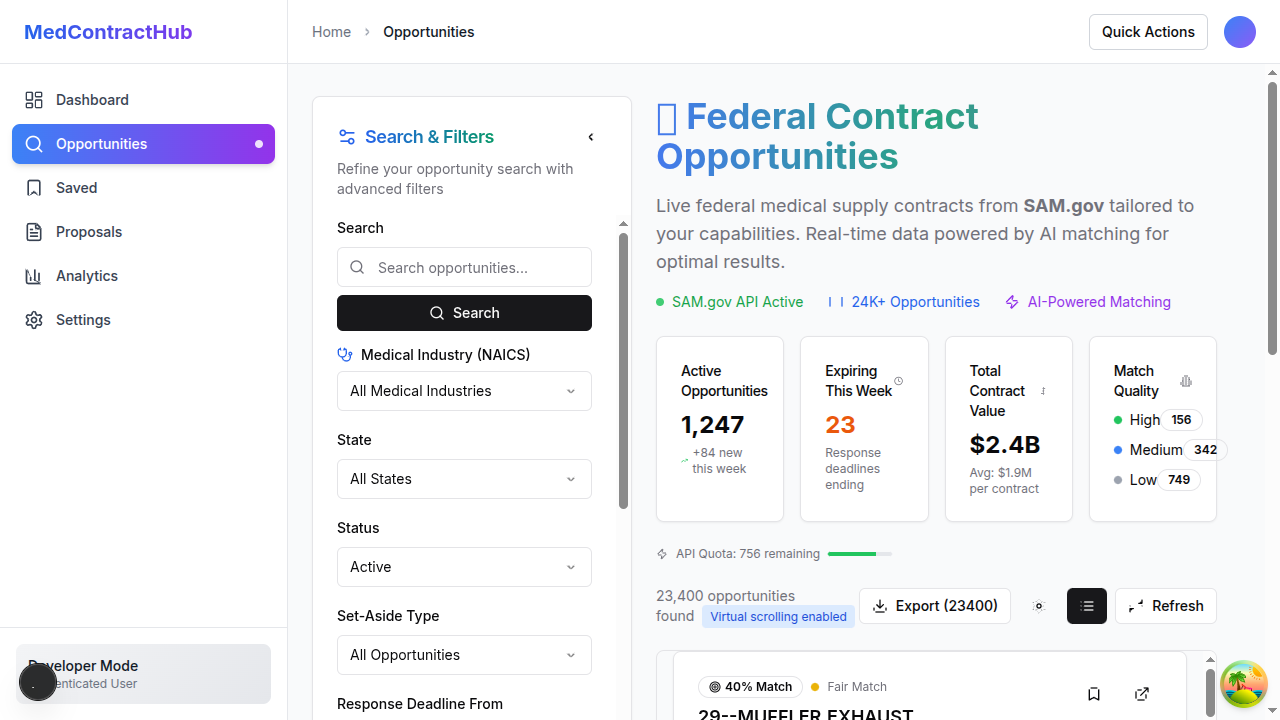 MedContractHub
Home
Opportunities
Quick Actions
Dashboard
Opportunities
Saved
Proposals
Analytics
Settings
Developer Mode
Search & Filters
Refine your opportunity search with
advanced filters
Search
Search opportunities...
Search
Medical Industry (NAICS)
All Medical Industries
State
All States
Status
Active
Set-Aside Type
All Opportunities
Response Deadline From
Federal Contract
Opportunities
Live federal medical supply contracts from SAM.gov tailored to
your capabilities. Real-time data powered by AI matching for
optimal results.
SAM.gov API Active
24K+ Opportunities
AI-Powered Matching
Active
Opportunities
1,247
+84 new
this week
Expiring
This Week
23
Response
deadlines
ending
Total
Contract
Value
$2.4B
Avg: $1.9M
per contract
Match
Quality
High 156
Medium 342
Low 749
API Quota: 756 remaining
23,400 opportunities
found Virtual scrolling enabled
Export (23400)
Refresh
40% Match
Fair Match
29--MUFFLER,EXHAUST
User